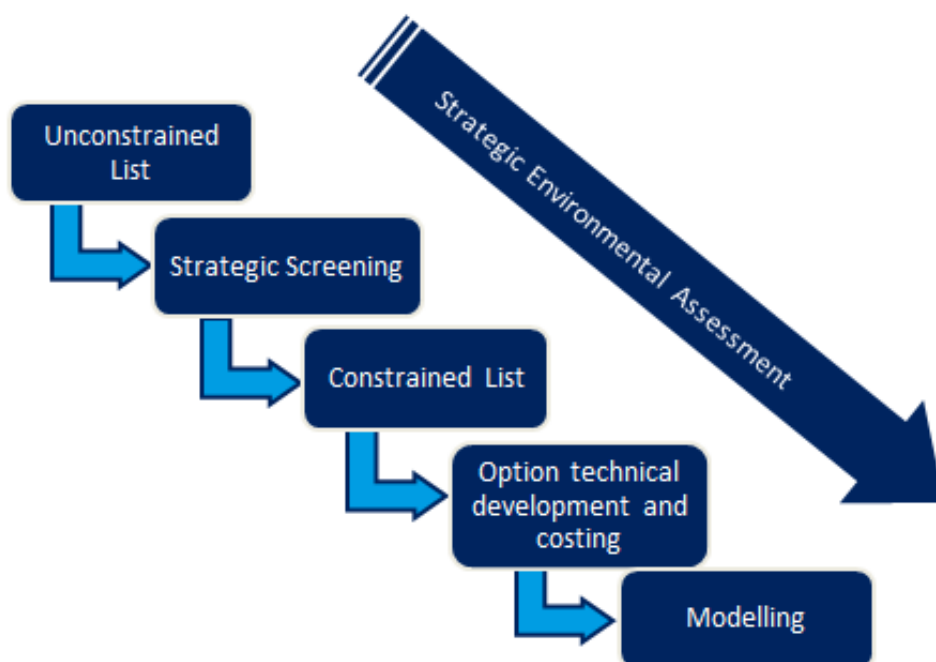 Strategic Environmental Assessment
Unconstrained
List
Strategic Screening
Constrained List
Option technical
development and
costing
Modelling